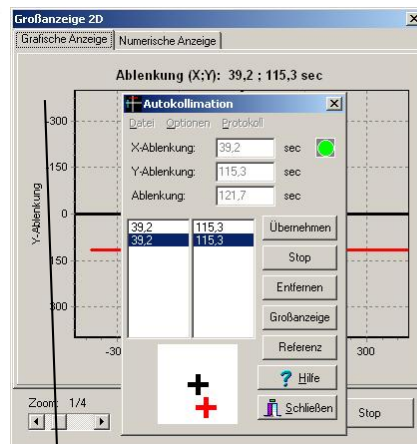 Großanzeige 2D
Grafische Anzeige Numerische Anzeige
Ablenkung (X;Y): 39,2 ; 115,3 sec
Autokollimation
Datei Optionen Protokoll
X-Ablenkung: 39,2 sec
Y-Ablenkung: 115,3 sec
Ablenkung: 121,7 sec
39,2 115,3
39,2 115,3
Übernehmen
Stop
Entfernen
Großanzeige
Referenz
Hilfe
Schließen
Y-Ablenkung
-300
-150
0
150
300
-30
300
Zoom: 1/4
Stop